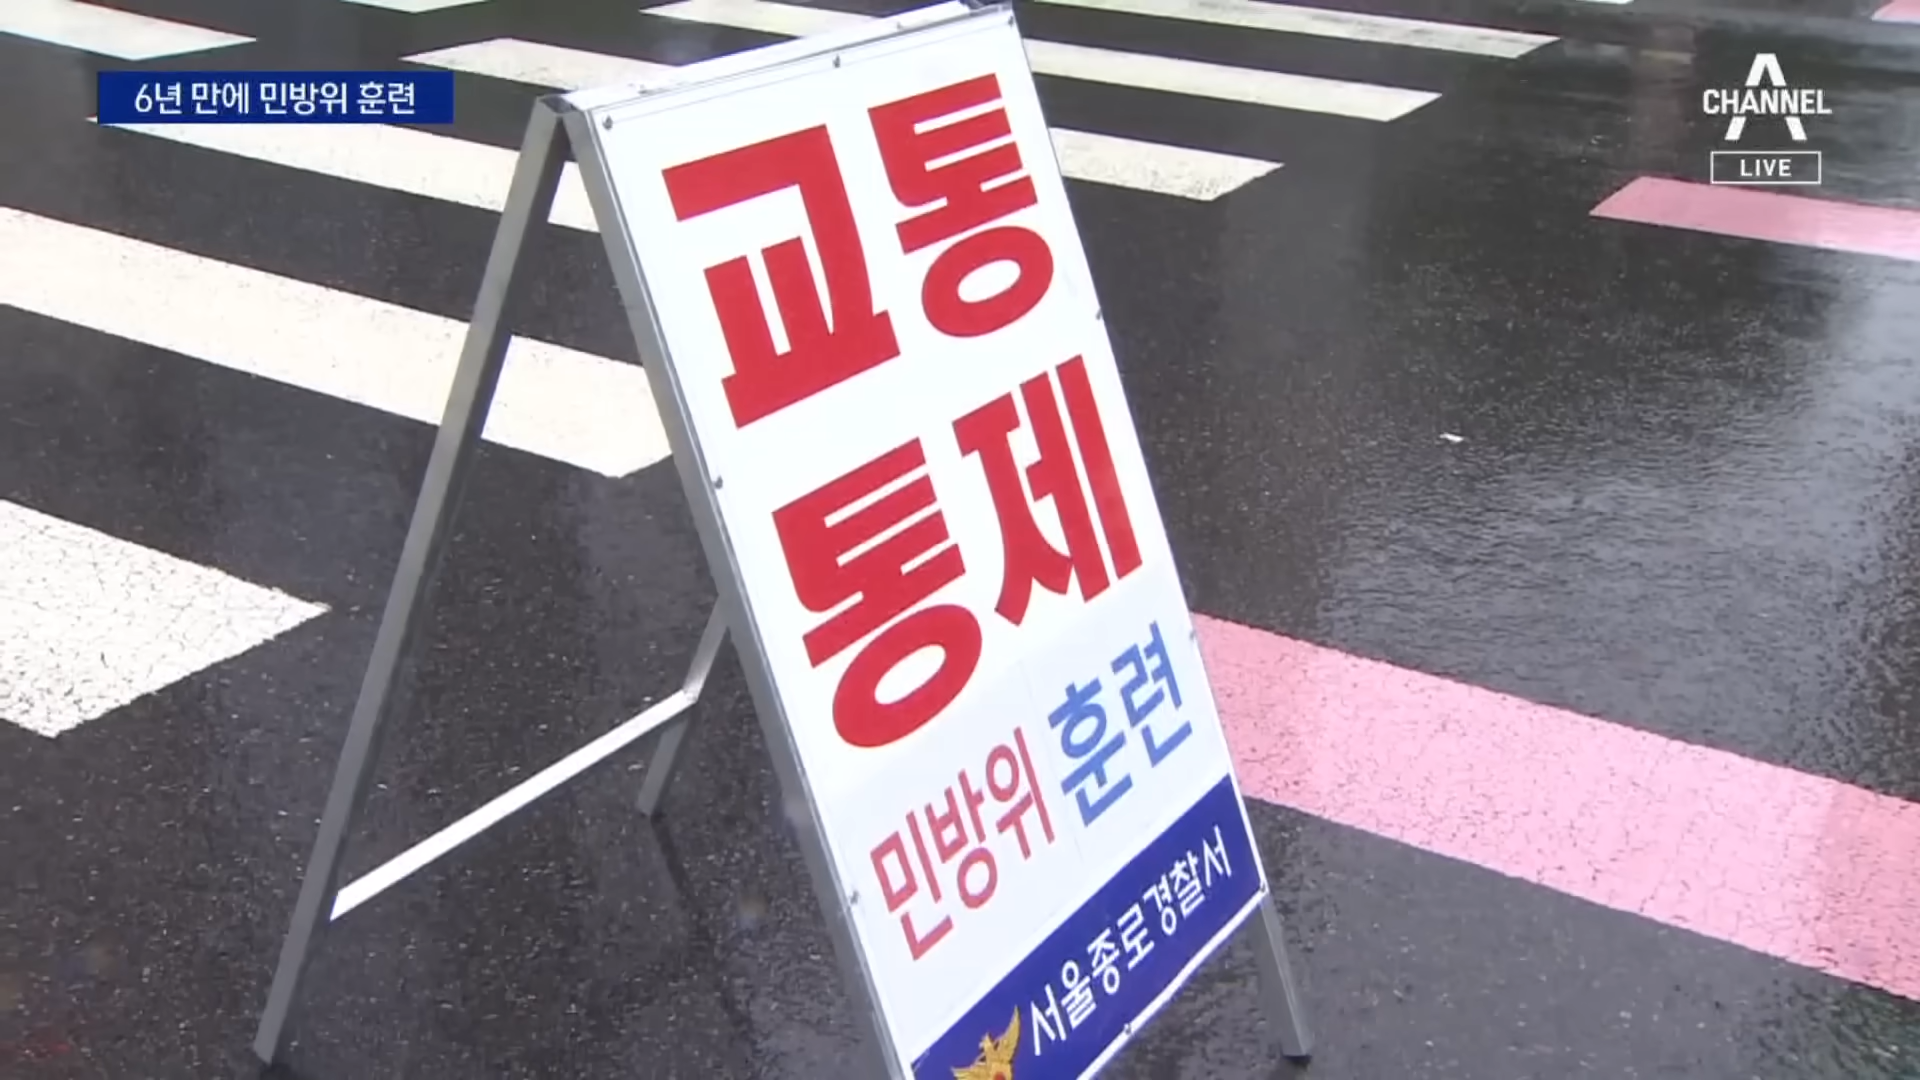 6년 만에 민방위 훈련
CHANNEL A
LIVE
교통
통제
민방위 훈련
서울종로경찰서